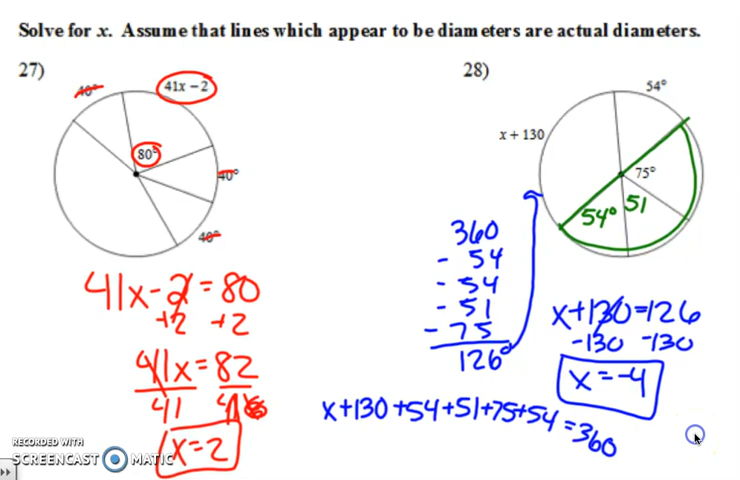 Solve for x. Assume that lines which appear to be diameters are actual diameters.
27)
40°
41x – 2
80°
40°
40°
41x-2=80
+2 +2
41x=82
41 41
x=2
28)
54°
x + 130
75°
54° 51
360
- 54
- 54
- 51
- 75
126°
x+130=126
-130 -130
x=-4
x+130+54+51+75+54=360
RECORDED WITH
SCREENCAST MATIC